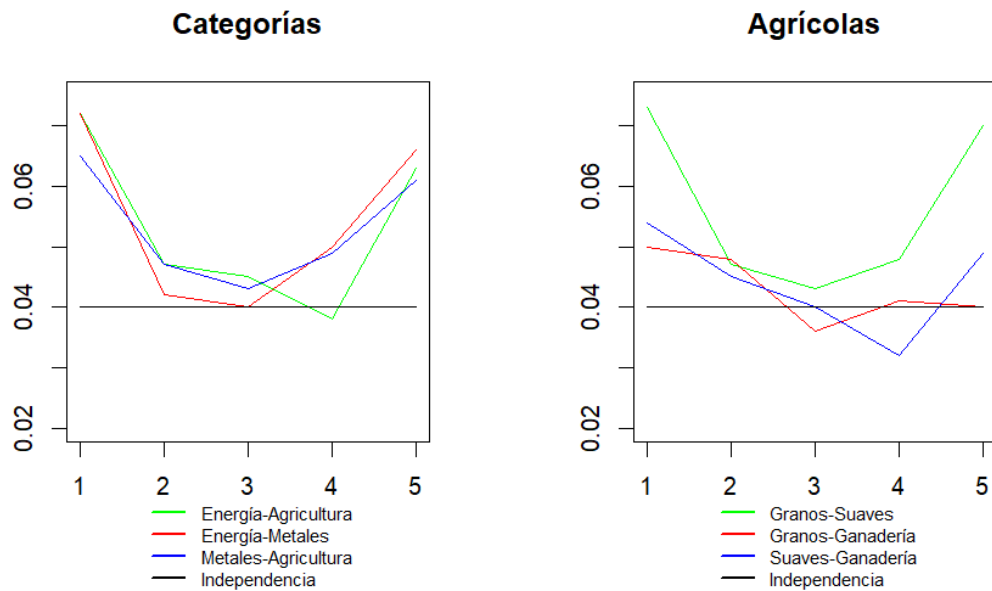 Categorías
0.06
0.04
0.02
1 2 3 4 5
Energía-Agricultura
Energía-Metales
Metales-Agricultura
Independencia
Agrícolas
0.06
0.04
0.02
1 2 3 4 5
Granos-Suaves
Granos-Ganadería
Suaves-Ganadería
Independencia